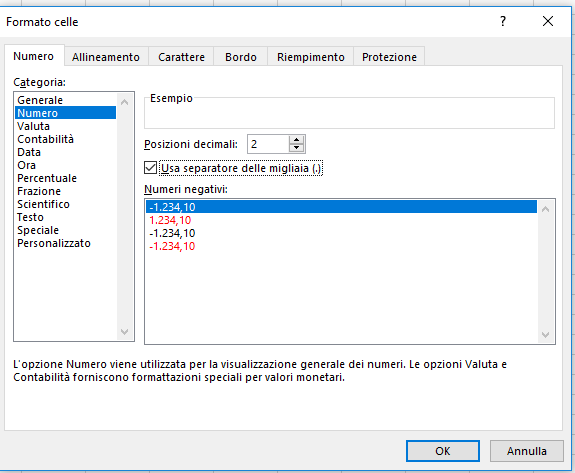 Formato celle
?
Numero Allineamento Carattere Bordo Riempimento Protezione
Categoria:
Generale
Numero
Valuta
Contabilità
Data
Ora
Percentuale
Frazione
Scientifico
Testo
Speciale
Personalizzato
Esempio
Posizioni decimali: 2
Usa separatore delle migliaia (.)
Numeri negativi:
-1.234,10
1.234,10
-1.234,10
-1.234,10
L'opzione Numero viene utilizzata per la visualizzazione generale dei numeri. Le opzioni Valuta e
Contabilità forniscono formattazioni speciali per valori monetari.
OK Annulla